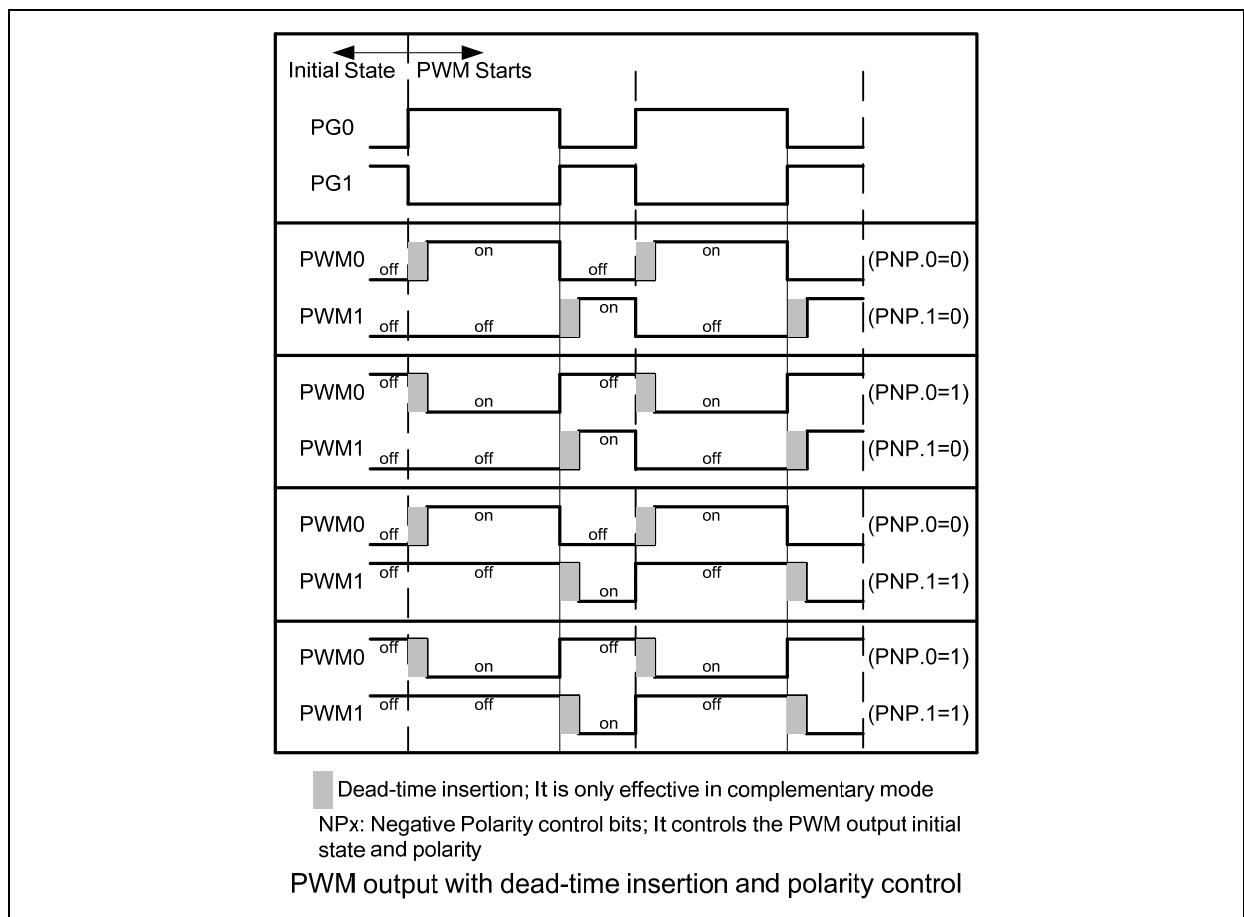 Initial State PWM Starts
PG0
PG1
PWM0 off on off on (PNP.0=0)
PWM1 off off on off (PNP.1=0)
PWM0 off on off on (PNP.0=1)
PWM1 off off on off (PNP.1=0)
PWM0 off on off on (PNP.0=0)
PWM1 off off on off (PNP.1=1)
PWM0 off on off on (PNP.0=1)
PWM1 off off on off (PNP.1=1)
Dead-time insertion; It is only effective in complementary mode
NPx: Negative Polarity control bits; It controls the PWM output initial
state and polarity
PWM output with dead-time insertion and polarity control